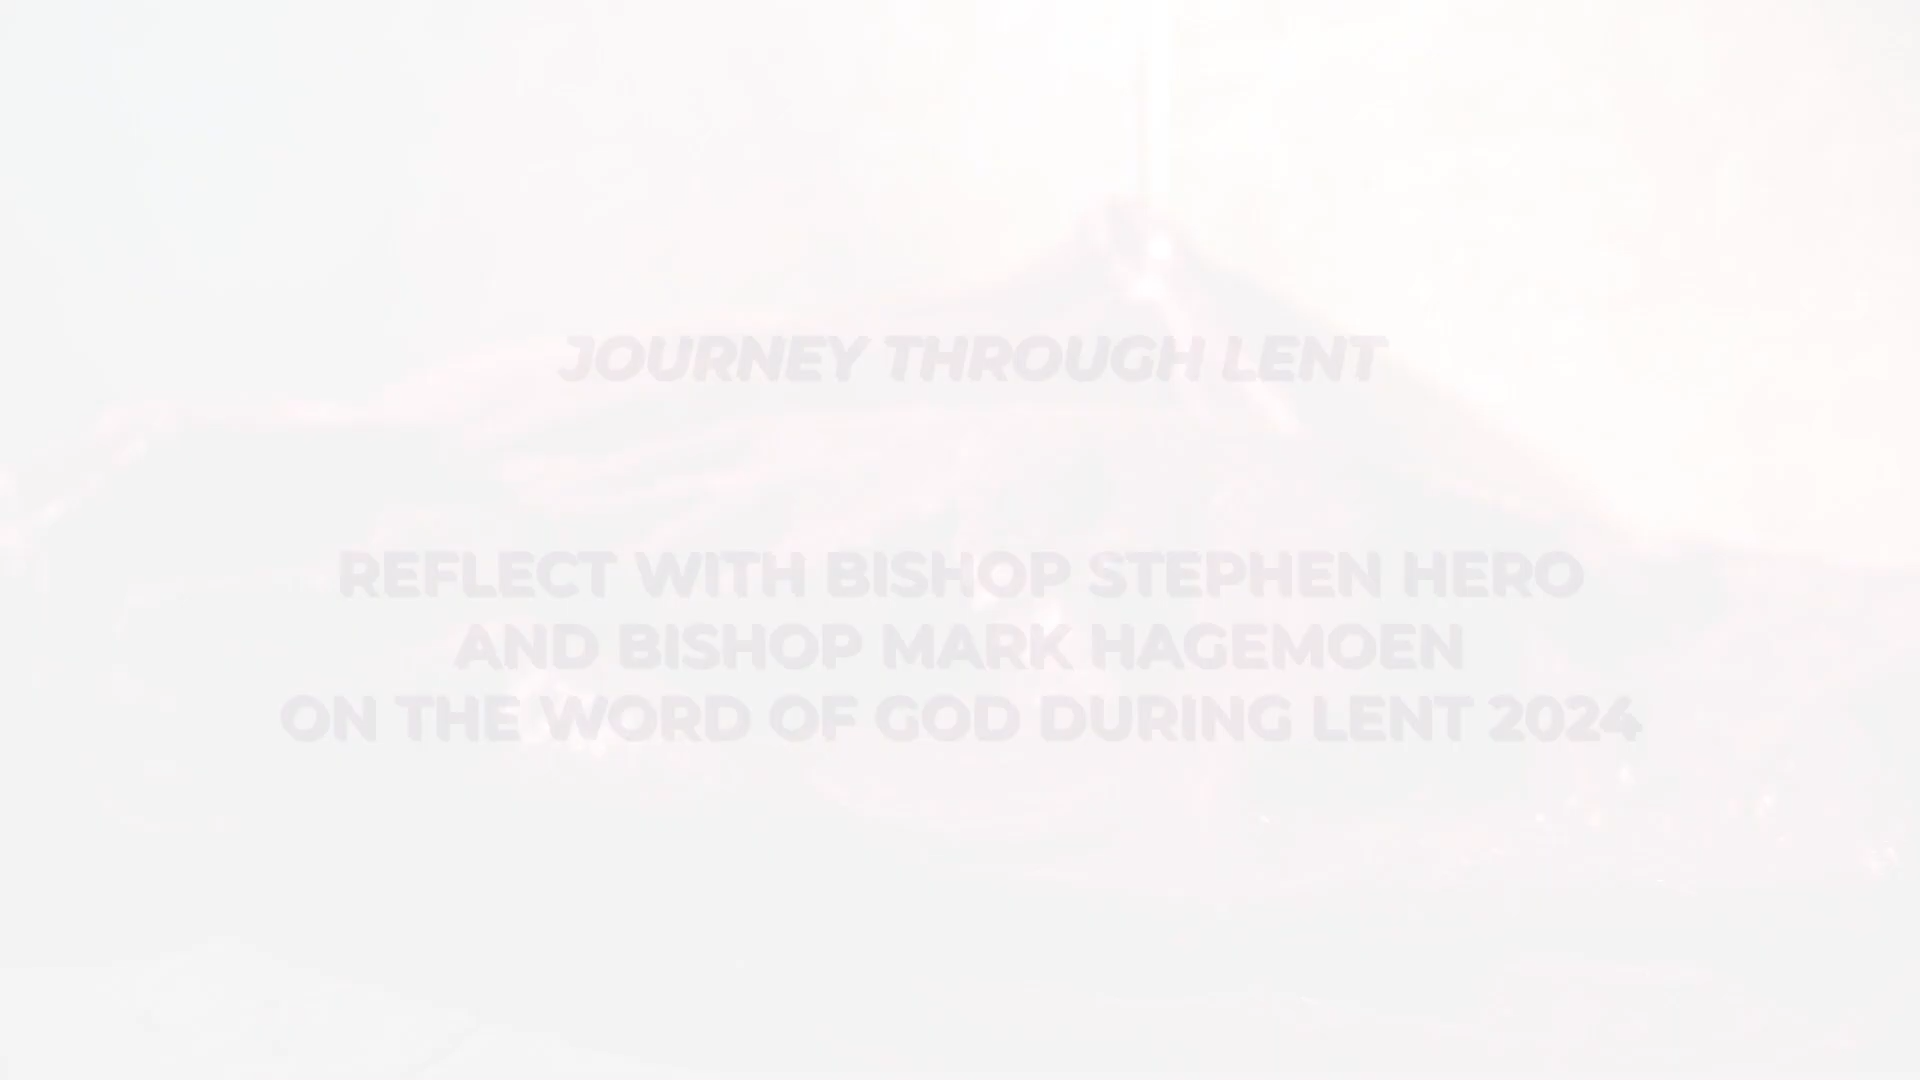 JOURNEY THROUGH LENT
REFLECT WITH BISHOP STEPHEN HERO
AND BISHOP MARK HAGEMOEN
ON THE WORD OF GOD DURING LENT 2024